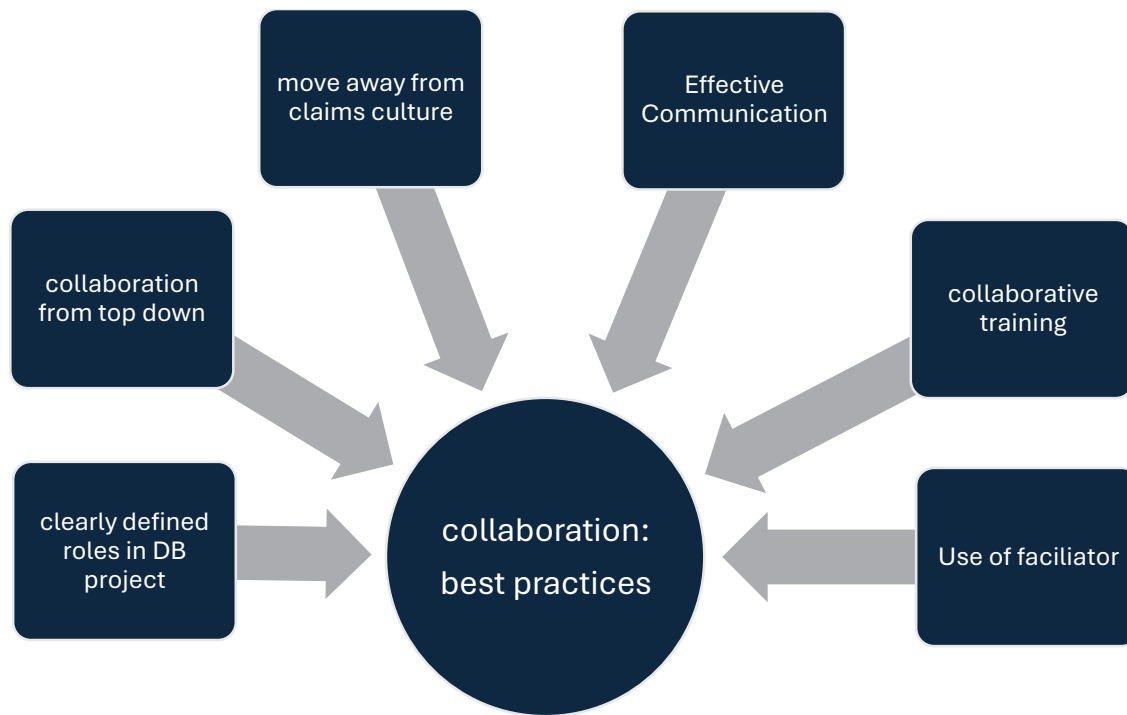 move away from
claims culture
Effective
Communication
collaboration
from top down
collaborative
training
clearly defined
roles in DB
project
collaboration:
best practices
Use of faciliator